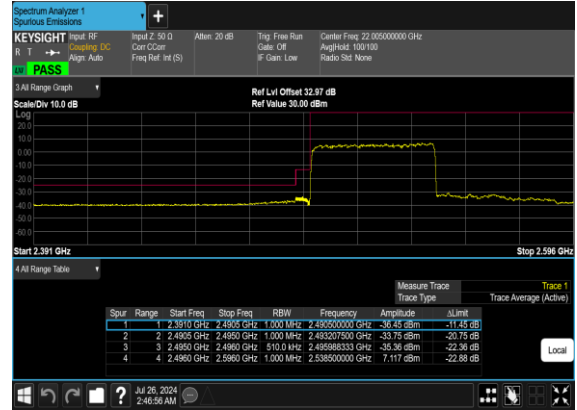 Spectrum Analyzer 1
Spurious Emissions
KEYSIGHT Input: RF Input Z: 50 Ω Atten: 20 dB Trig: Free Run Center Freq: 22.005000000 GHz
R T Coupling: DC Corr CCorr Gate: Off Avg|Hold: 100/100
Align: Auto Freq Ref: Int (S) IF Gain: Low Radio Std: None
LNI PASS
3 All Range Graph
Ref Lvl Offset 32.97 dB
Scale/Div 10.0 dB Ref Value 30.00 dBm
Log
20.0
10.0
0.00
-10.0
-20.0
-30.0
-40.0
-50.0
-60.0
Start 2.391 GHz Stop 2.596 GHz
4 All Range Table
Measure Trace Trace 1
Trace Type Trace Average (Active)
Spur Range Start Freq Stop Freq RBW Frequency Amplitude ΔLimit
1 1 2.3910 GHz 2.4905 GHz 1.000 MHz 2.490500000 GHz -36.45 dBm -11.45 dB
2 2 2.4905 GHz 2.4950 GHz 1.000 MHz 2.493207500 GHz -33.75 dBm -20.75 dB
3 3 2.4950 GHz 2.4960 GHz 510.0 kHz 2.495988333 GHz -35.36 dBm -22.36 dB
4 4 2.4960 GHz 2.5960 GHz 1.000 MHz 2.538500000 GHz 7.117 dBm -22.88 dB
Local
? Jul 26, 2024
2:46:56 AM